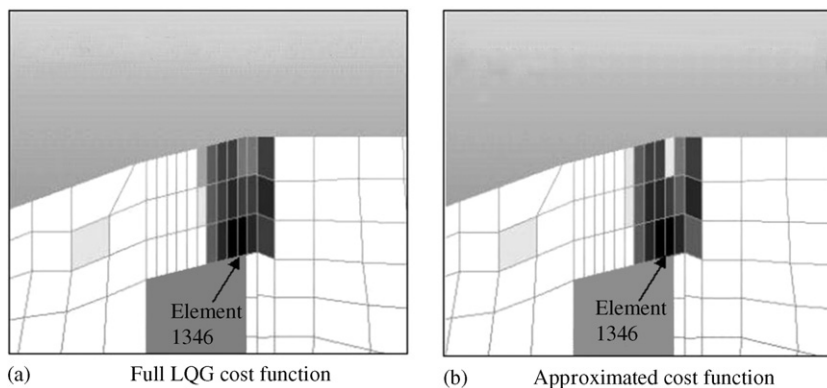 Element
1346
Element
1346
(a) Full LQG cost function
(b) Approximated cost function